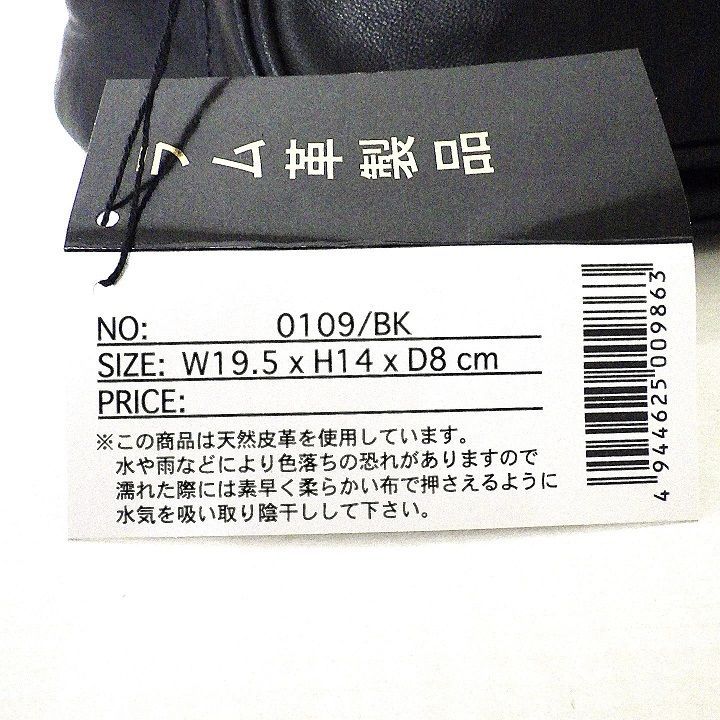 ラム革製品
NO: 0109/BK
SIZE: W19.5 x H14 x D8 cm
PRICE:
※この商品は天然皮革を使用しています。
水や雨などにより色落ちの恐れがありますので
濡れた際には素早く柔らかい布で押さえるように
水気を吸い取り陰干しして下さい。
4 944625 009863